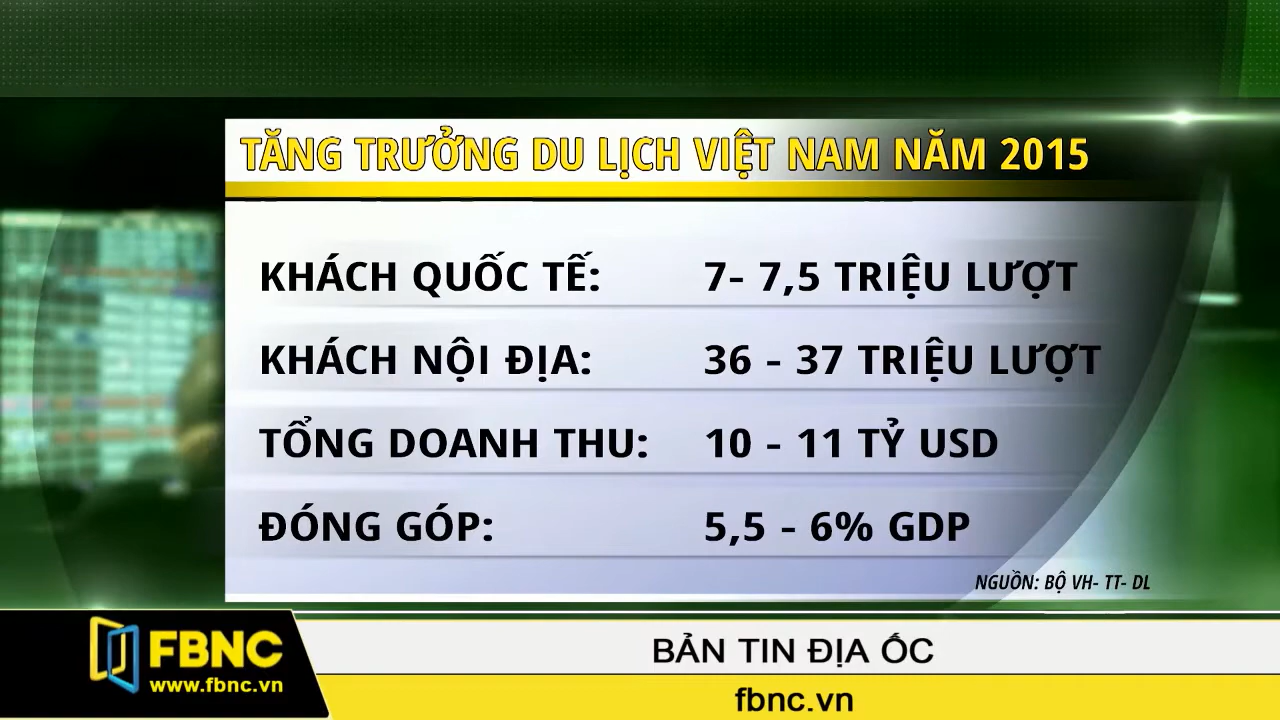 TĂNG TRƯỞNG DU LỊCH VIỆT NAM NĂM 2015
KHÁCH QUỐC TẾ: 7- 7,5 TRIỆU LƯỢT
KHÁCH NỘI ĐỊA: 36 - 37 TRIỆU LƯỢT
TỔNG DOANH THU: 10 - 11 TỶ USD
ĐÓNG GÓP: 5,5 - 6% GDP
NGUỒN: BỘ VH- TT- DL
FBNC
www.fbnc.vn
BẢN TIN ĐỊA ỐC
fbnc.vn